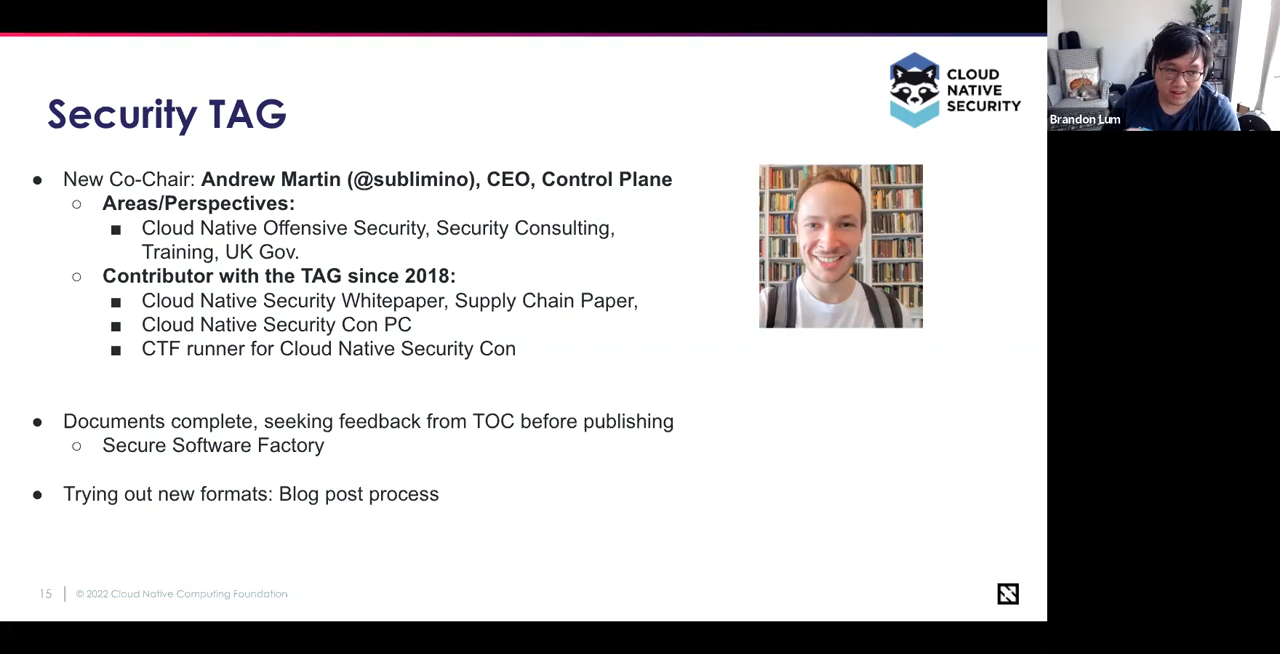 Security TAG
CLOUD
NATIVE
SECURITY
Brandon Lum
● New Co-Chair: Andrew Martin (@sublimino), CEO, Control Plane
○ Areas/Perspectives:
■ Cloud Native Offensive Security, Security Consulting,
Training, UK Gov.
○ Contributor with the TAG since 2018:
■ Cloud Native Security Whitepaper, Supply Chain Paper,
■ Cloud Native Security Con PC
■ CTF runner for Cloud Native Security Con
● Documents complete, seeking feedback from TOC before publishing
○ Secure Software Factory
● Trying out new formats: Blog post process
15 | © 2022 Cloud Native Computing Foundation